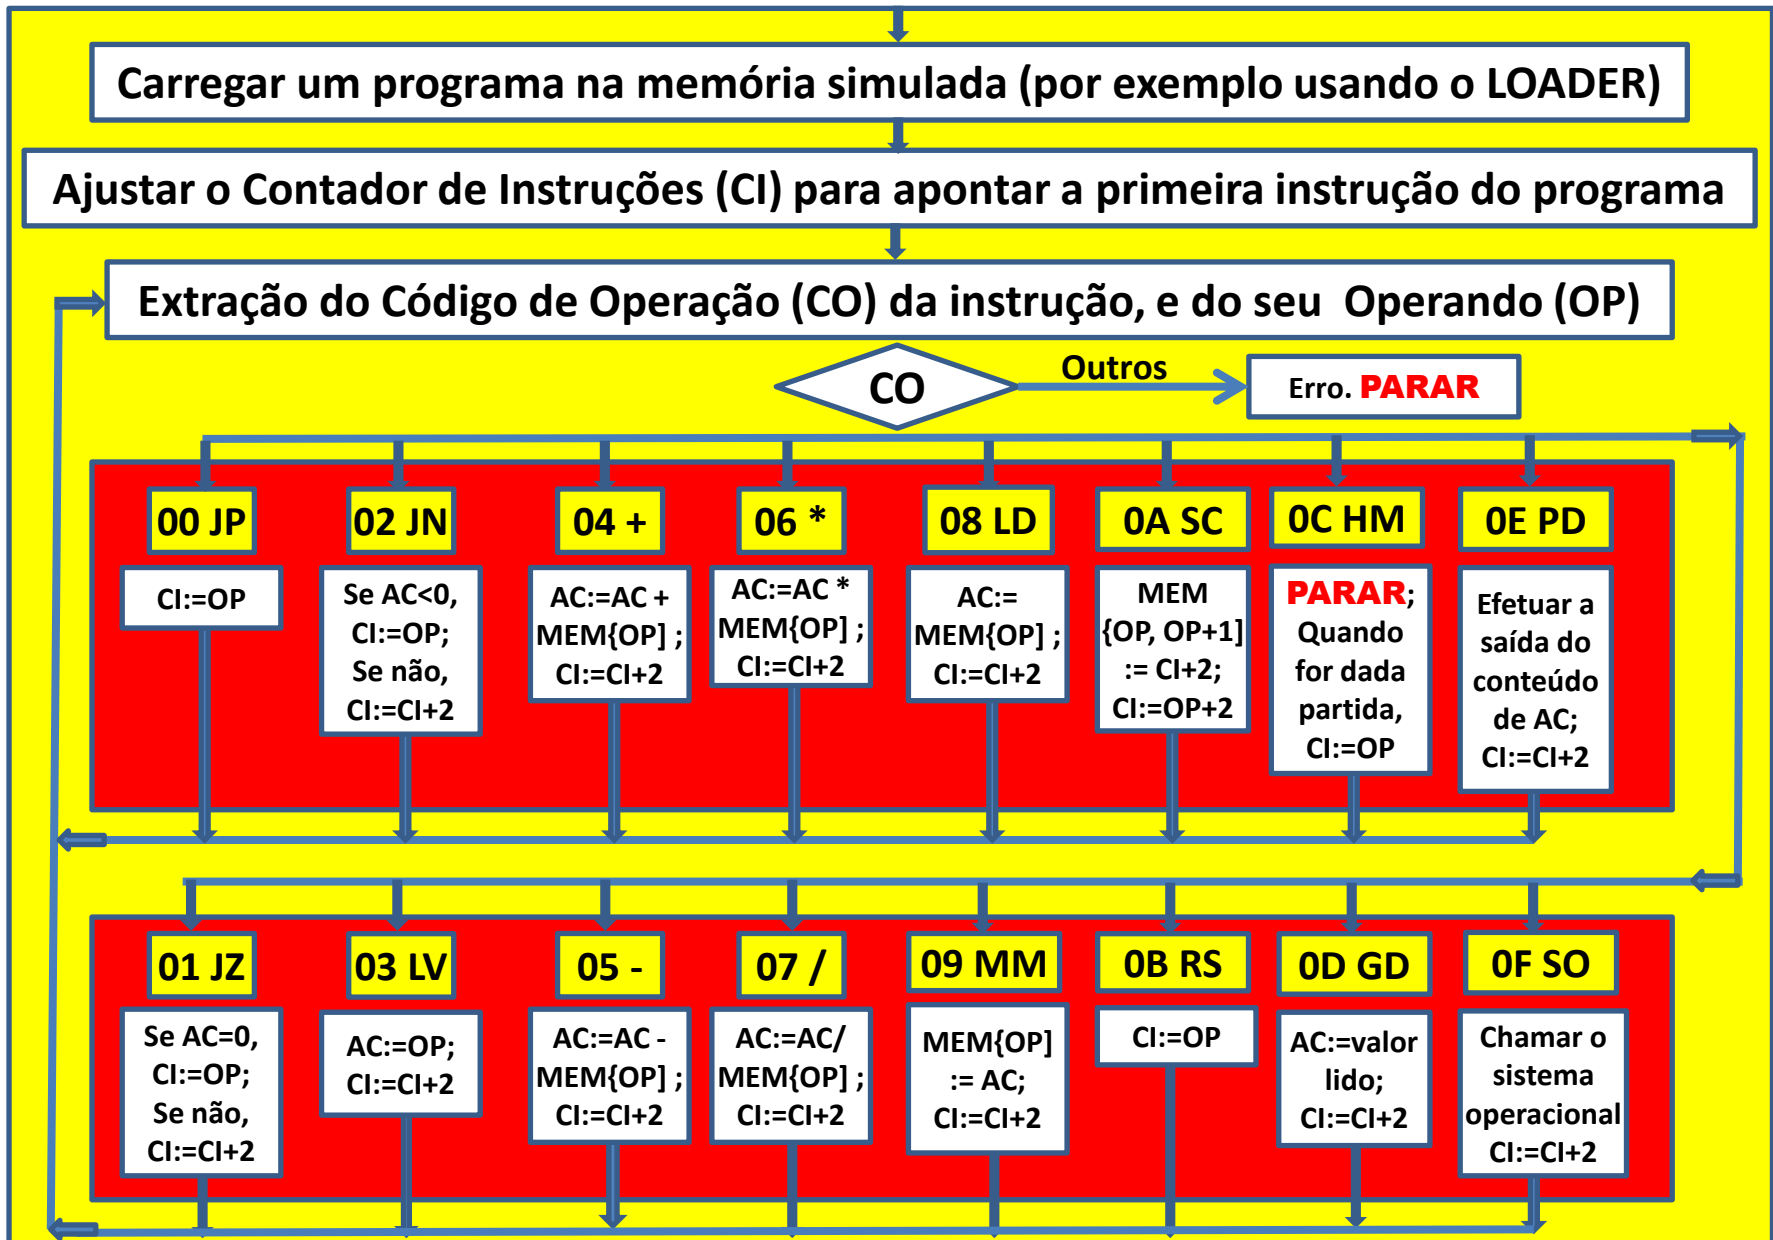 Carregar um programa na memória simulada (por exemplo usando o LOADER)
Ajustar o Contador de Instruções (CI) para apontar a primeira instrução do programa
Extração do Código de Operação (CO) da instrução, e do seu  Operando (OP)
CO
Outros
Erro. PARAR
00 JP
CI:=OP
02 JN
Se AC<0,
CI:=OP;
Se não,
CI:=CI+2
04 +
AC:=AC +
MEM{OP] ;
CI:=CI+2
06 *
AC:=AC *
MEM{OP] ;
CI:=CI+2
08 LD
AC:=
MEM{OP] ;
CI:=CI+2
0A SC
MEM
{OP, OP+1]
:= CI+2;
CI:=OP+2
0C HM
PARAR;
Quando
for dada
partida,
CI:=OP
0E PD
Efetuar a
saída do
conteúdo
de AC;
CI:=CI+2
01 JZ
Se AC=0,
CI:=OP;
Se não,
CI:=CI+2
03 LV
AC:=OP;
CI:=CI+2
05 -
AC:=AC -
MEM{OP] ;
CI:=CI+2
07 /
AC:=AC/
MEM{OP] ;
CI:=CI+2
09 MM
MEM{OP]
:= AC;
CI:=CI+2
0B RS
CI:=OP
0D GD
AC:=valor
lido;
CI:=CI+2
0F SO
Chamar o
sistema
operacional
CI:=CI+2